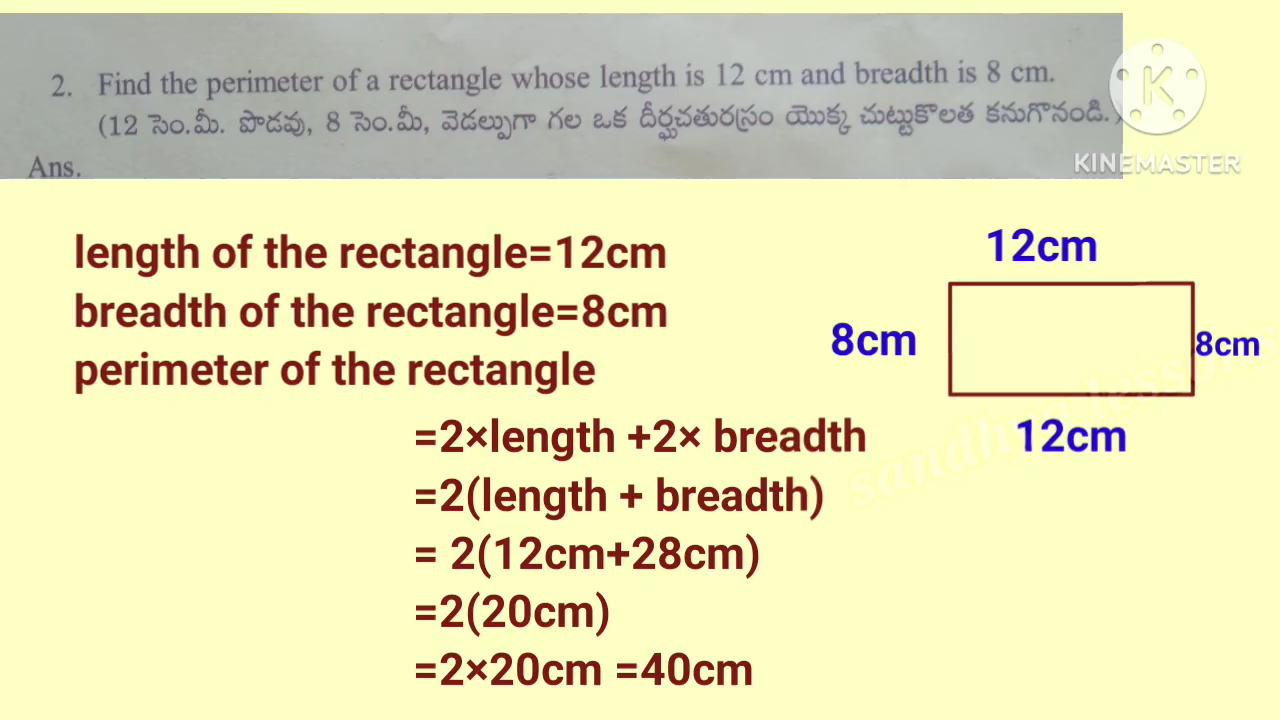 2. Find the perimeter of a rectangle whose length is 12 cm and breadth is 8 cm.
(12 సెం.మీ. పొడవు, 8 సెం.మీ, వెడల్పుగా గల ఒక దీర్ఘచతురస్రం యొక్క చుట్టుకొలత కనుగొనండి.)
KINEMASTER
Ans.
length of the rectangle=12cm
breadth of the rectangle=8cm
perimeter of the rectangle
=2×length +2× breadth
=2(length + breadth)
= 2(12cm+28cm)
=2(20cm)
=2×20cm =40cm
12cm
8cm
8cm
12cm
sandhya lessons